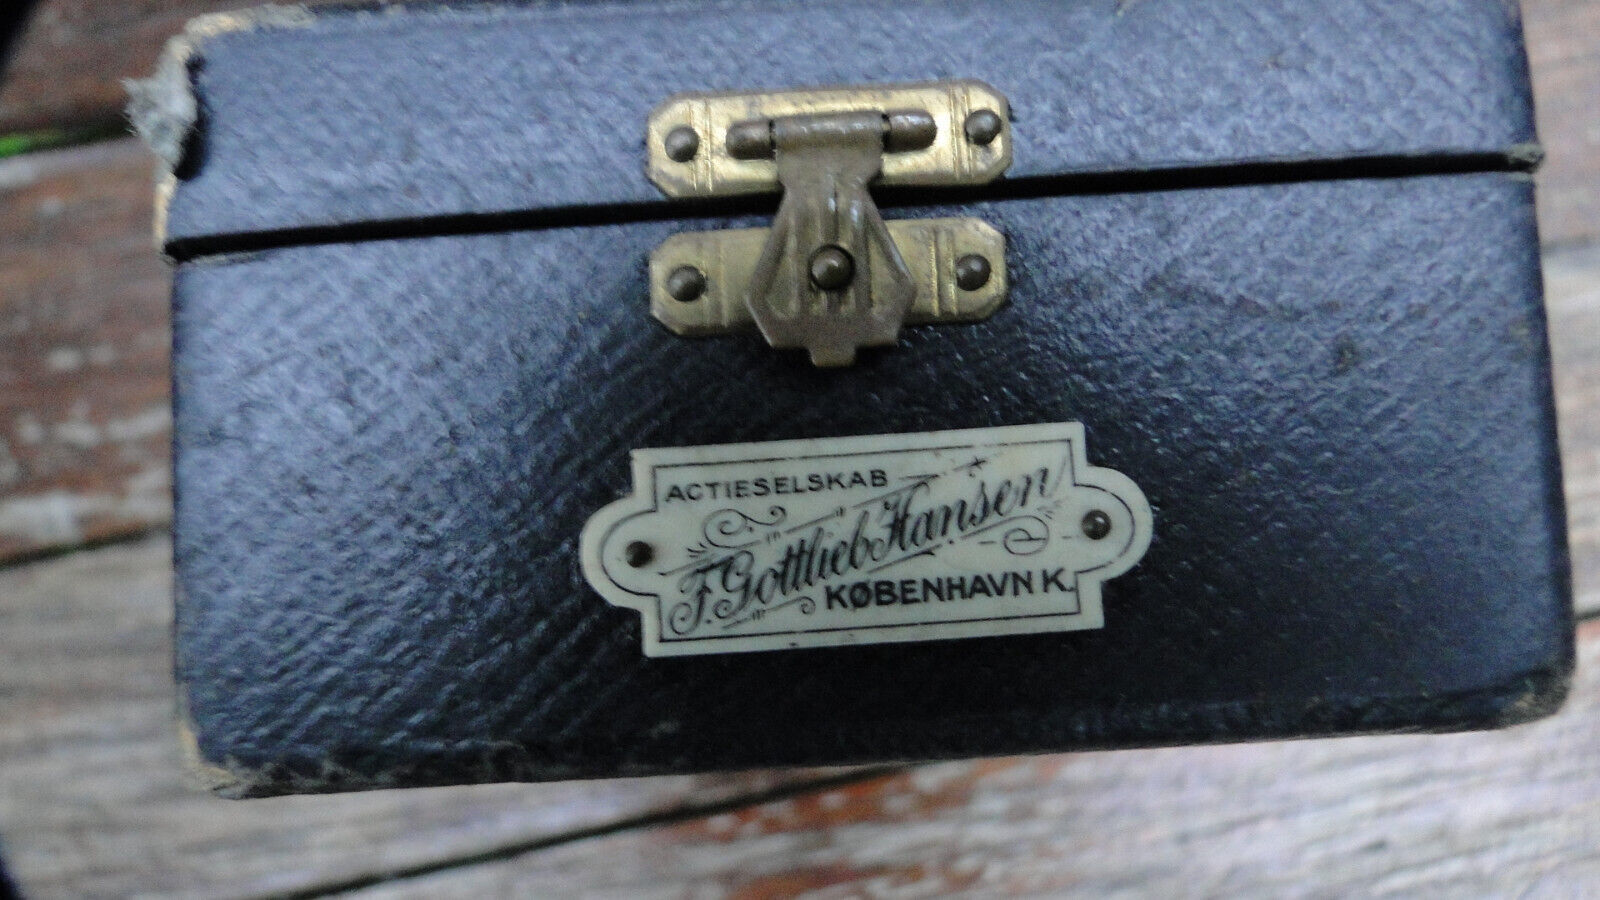 ACTIESELSKAB
F. Gottlieb Hansen
KØBENHAVN K.